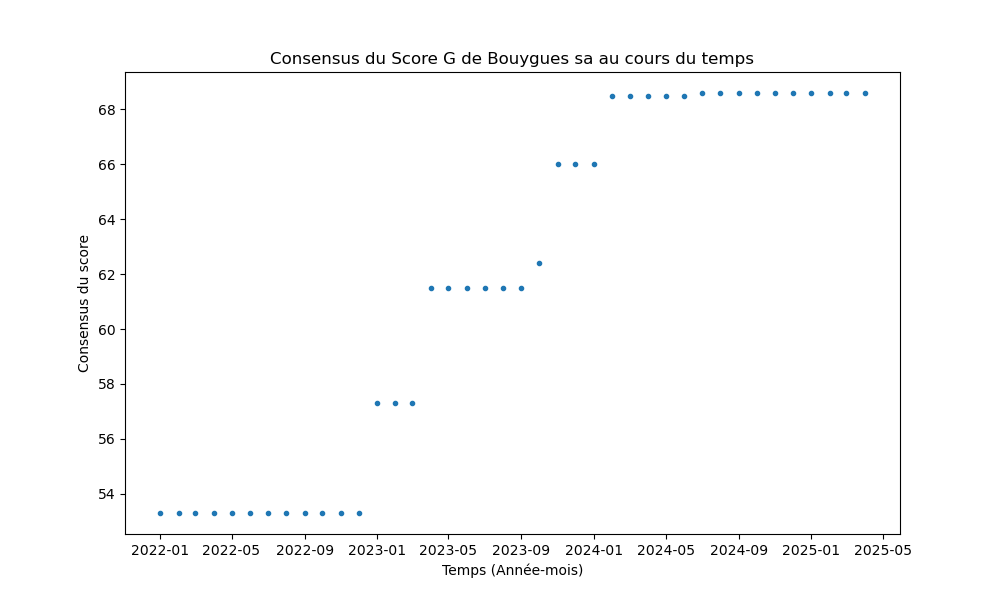 Consensus du Score G de Bouygues sa au cours du temps
Consensus du score
68
66
64
62
60
58
56
54
2022-01 2022-05 2022-09 2023-01 2023-05 2023-09 2024-01 2024-05 2024-09 2025-01 2025-05
Temps (Année-mois)